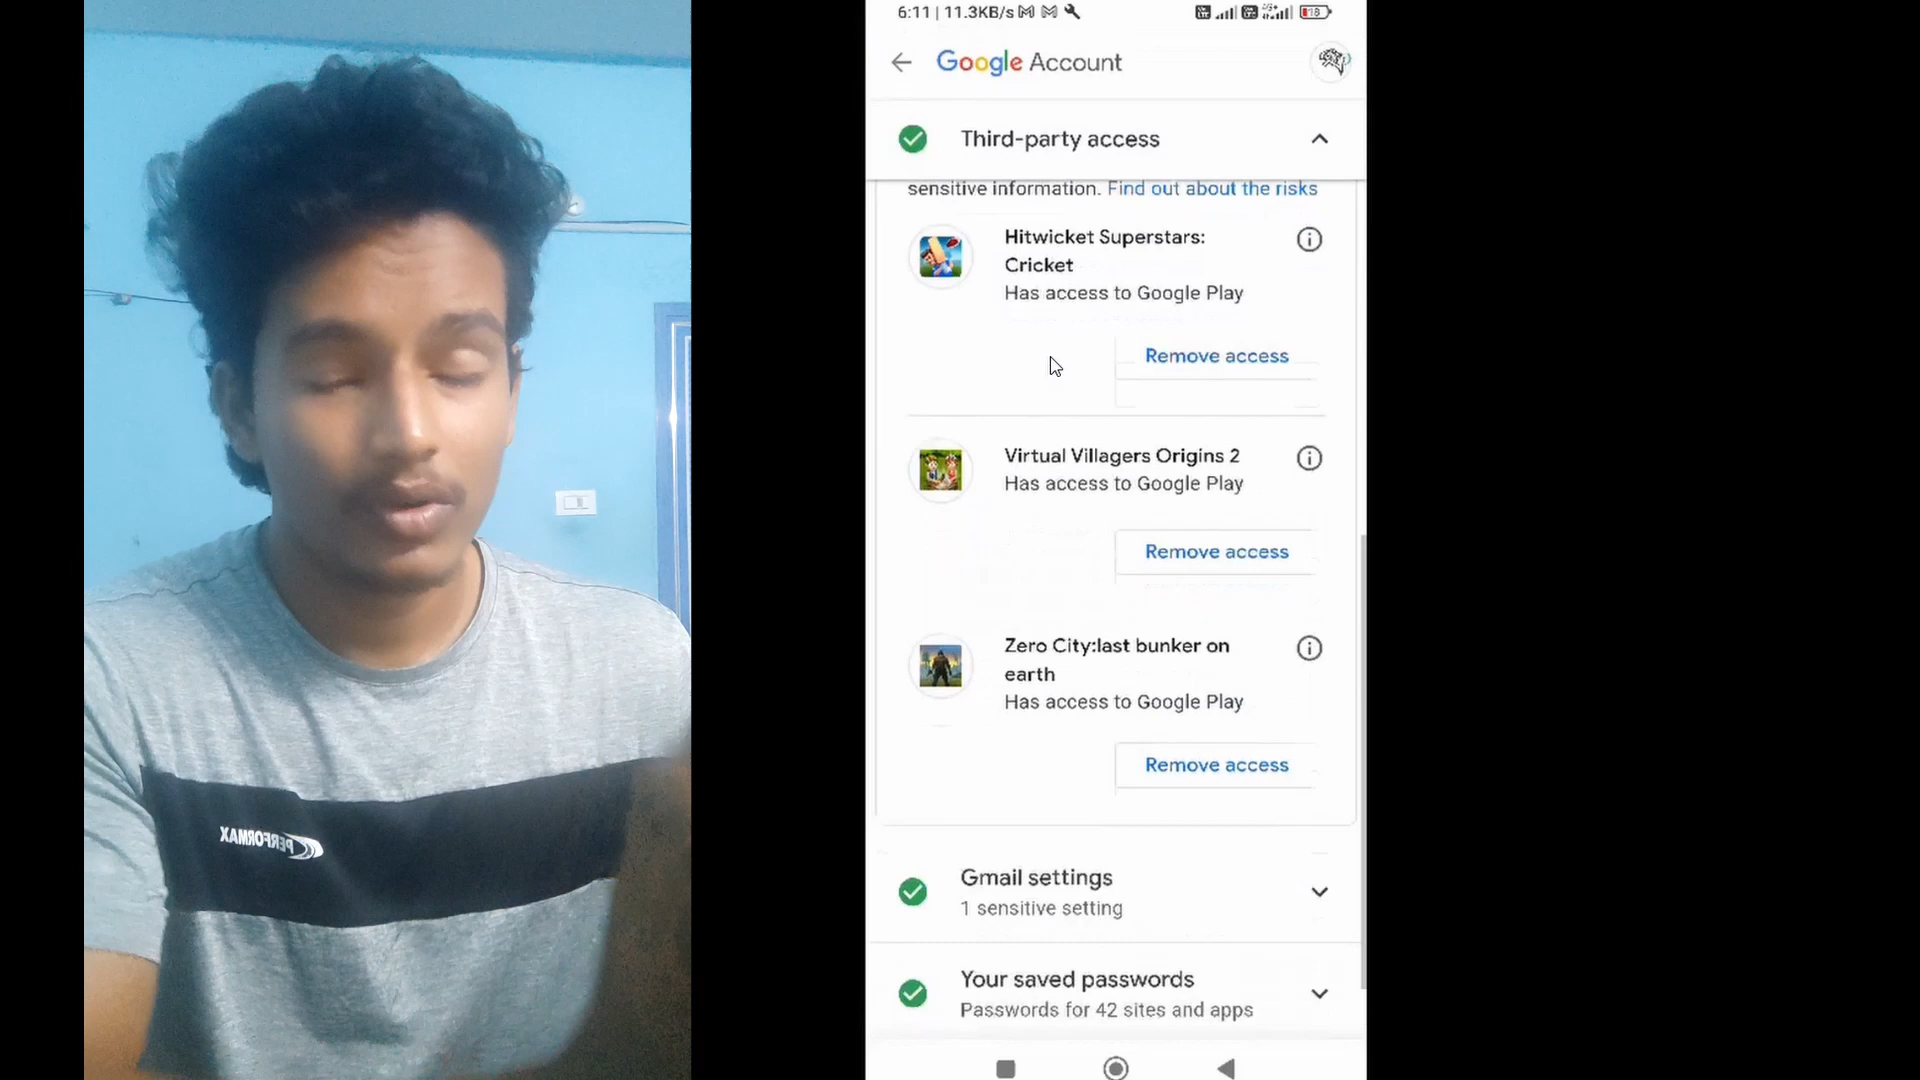 6:11 | 11.3KB/s
18
Google Account
Third-party access
sensitive information. Find out about the risks
Hitwicket Superstars:
Cricket
Has access to Google Play
Remove access
Virtual Villagers Origins 2
Has access to Google Play
Remove access
Zero City:last bunker on
earth
Has access to Google Play
Remove access
Gmail settings
1 sensitive setting
Your saved passwords
Passwords for 42 sites and apps
PERFORMAX